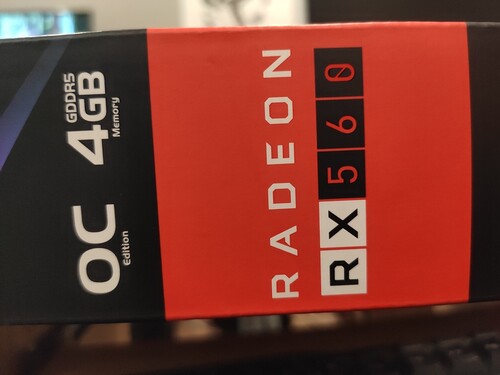 OC
Edition
4GB
GDDR5
Memory
RADEON
RX 560